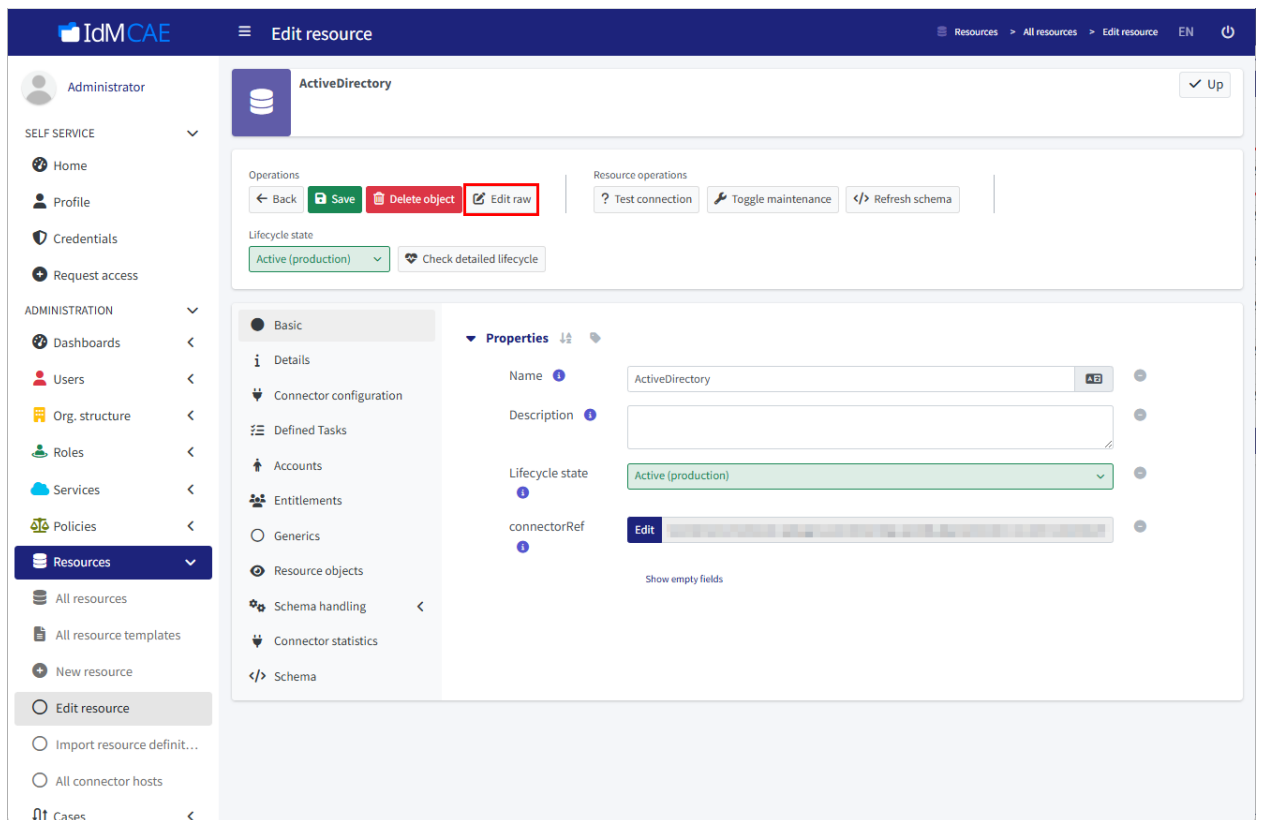 IdMCAE
Edit resource
Resources > All resources > Edit resource
EN
Administrator
SELF SERVICE
Home
Profile
Credentials
Request access
ADMINISTRATION
Dashboards
Users
Org. structure
Roles
Services
Policies
Resources
All resources
All resource templates
New resource
Edit resource
Import resource definit...
All connector hosts
Cases
ActiveDirectory
Up
Operations
Back
Save
Delete object
Edit raw
Resource operations
? Test connection
Toggle maintenance
</> Refresh schema
Lifecycle state
Active (production)
Check detailed lifecycle
Basic
Details
Connector configuration
Defined Tasks
Accounts
Entitlements
Generics
Resource objects
Schema handling
Connector statistics
</> Schema
Properties
Name
ActiveDirectory
Description
Lifecycle state
Active (production)
connectorRef
Edit
Show empty fields